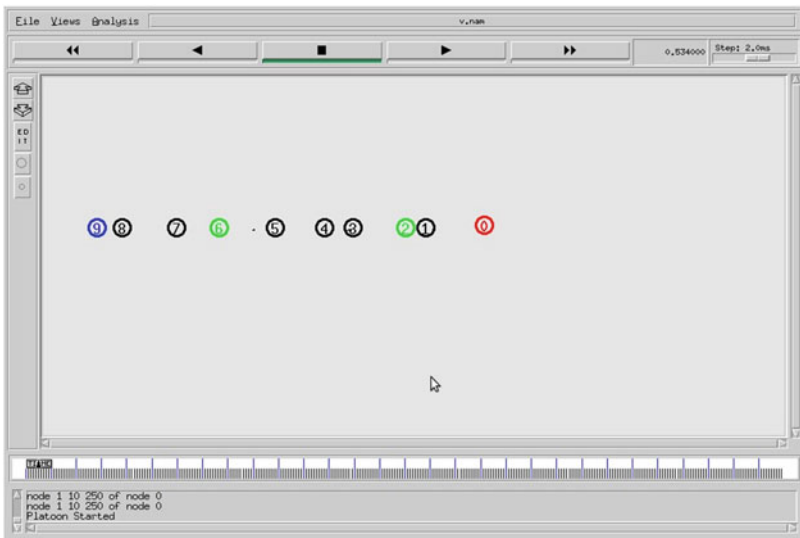 File Views Analysis v.nam
0.534000 Step: 2.0ms
ED
IT
9 8 7 6 5 4 3 2 1 0
node 1 10 250 of node 0
node 1 10 250 of node 0
Platoon Started